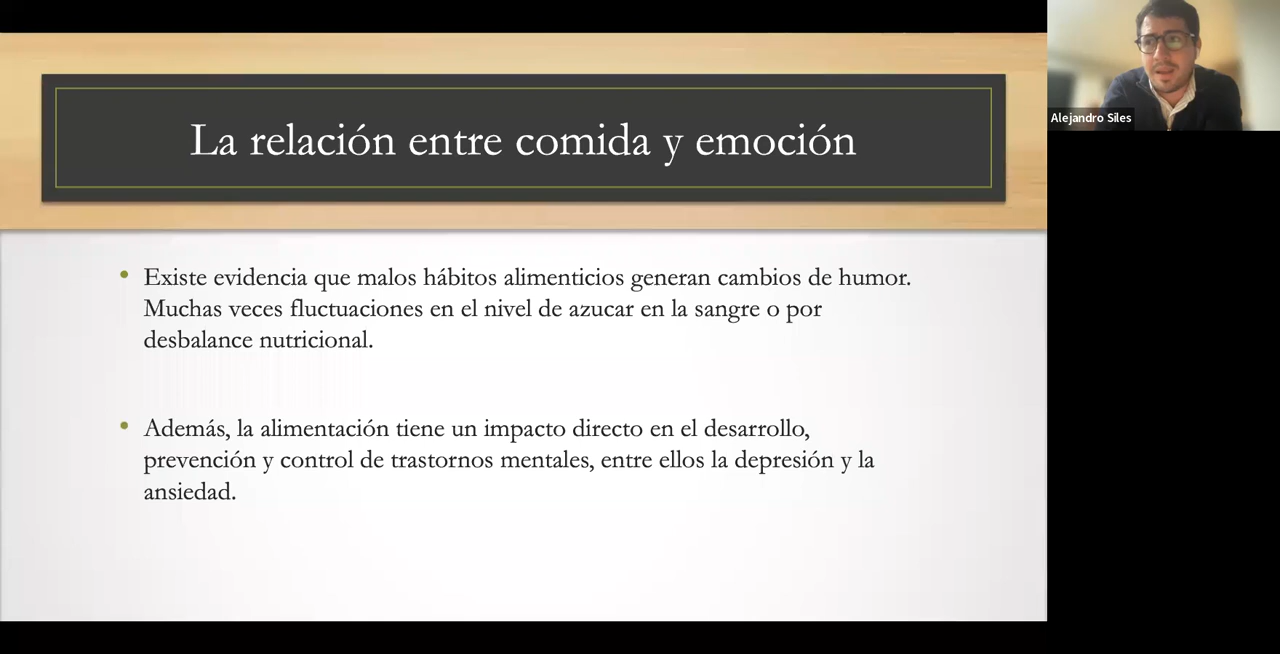 La relación entre comida y emoción
Alejandro Siles
• Existe evidencia que malos hábitos alimenticios generan cambios de humor.
Muchas veces fluctuaciones en el nivel de azucar en la sangre o por
desbalance nutricional.
• Además, la alimentación tiene un impacto directo en el desarrollo,
prevención y control de trastornos mentales, entre ellos la depresión y la
ansiedad.